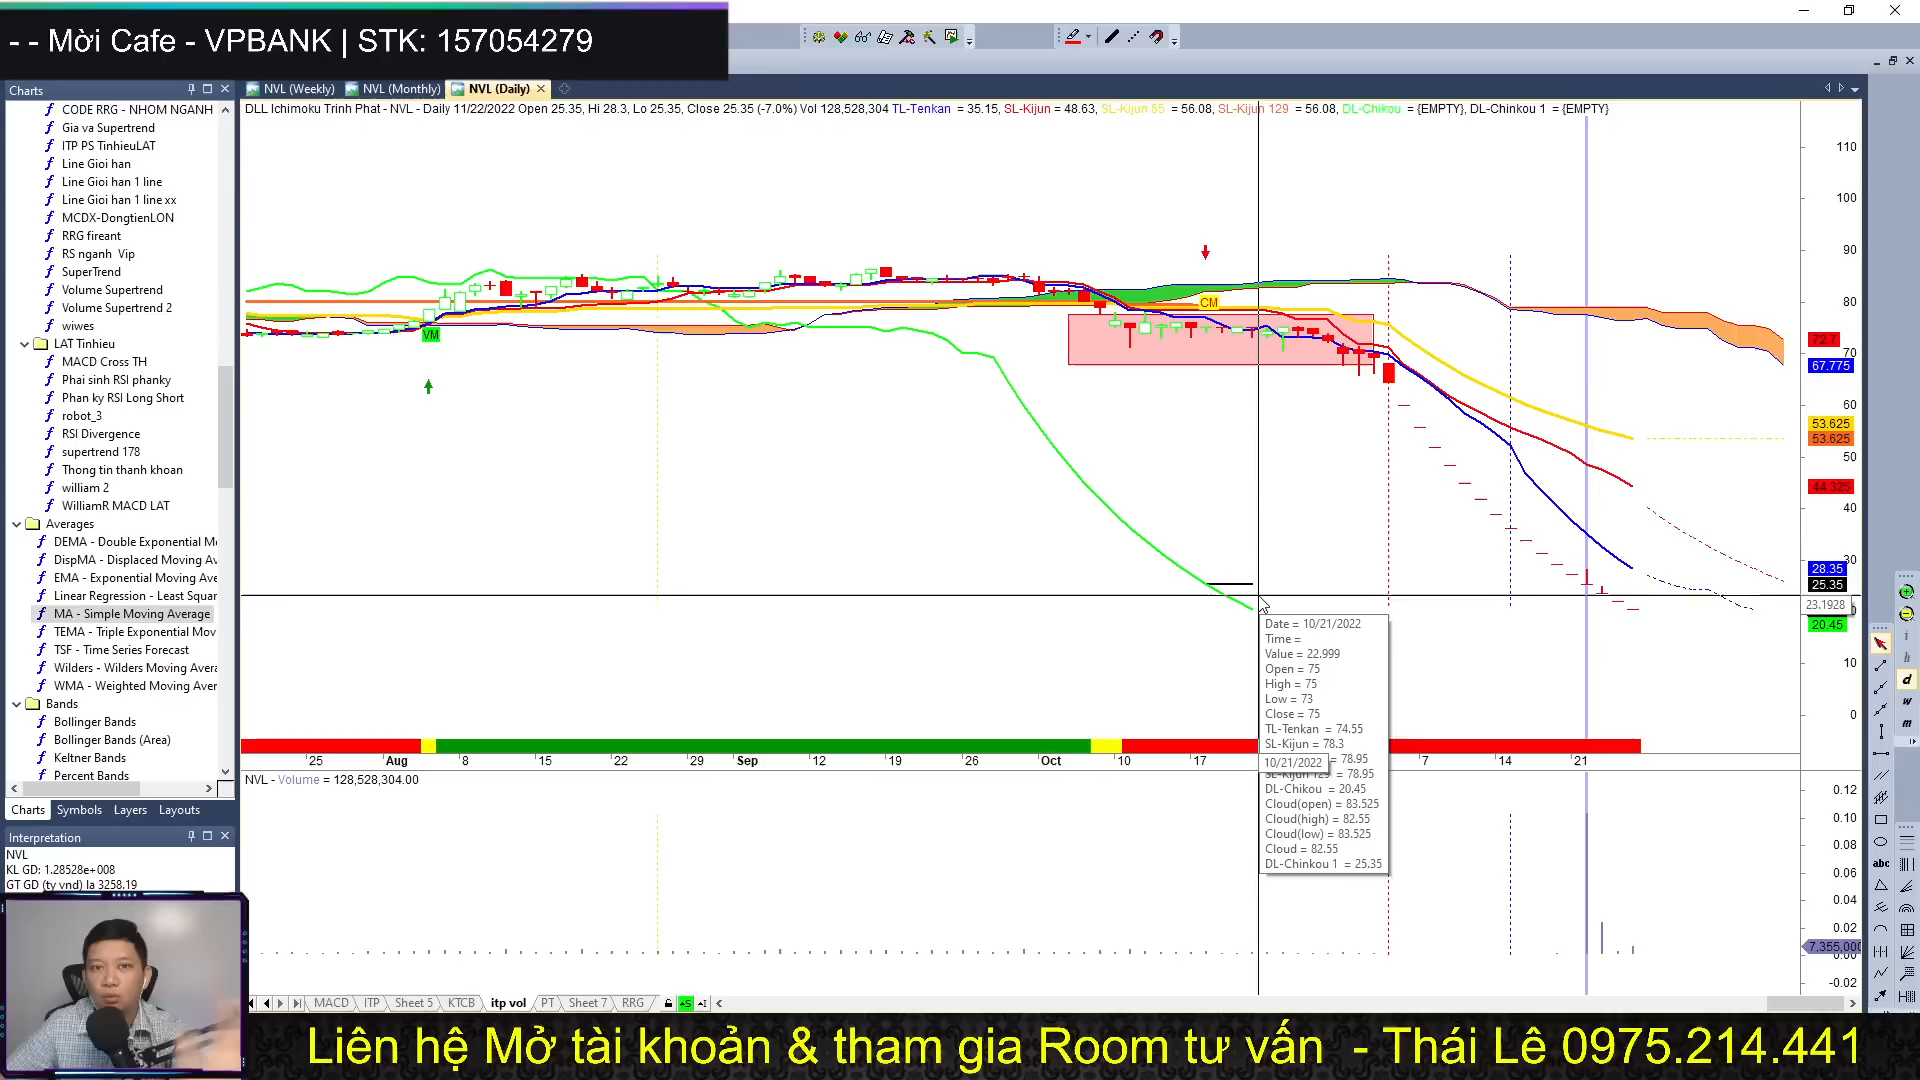 - - Mời Cafe - VPBANK | STK: 157054279
Charts
CODE RRG - NHOM NGANH
Gia va Supertrend
ITP PS TinhieuLAT
Line Gioi han
Line Gioi han 1 line
Line Gioi han 1 line xx
MCDX-DongtienLON
RRG fireant
RS nganh Vip
SuperTrend
Volume Supertrend
Volume Supertrend 2
wiwes
LAT Tinhieu
MACD Cross TH
Phai sinh RSI phanky
Phan ky RSI Long Short
robot_3
RSI Divergence
supertrend 178
Thong tin thanh khoan
william 2
WilliamR MACD LAT
Averages
DEMA - Double Exponential M
DispMA - Displaced Moving Av
EMA - Exponential Moving Ave
Linear Regression - Least Squar
MA - Simple Moving Average
TEMA - Triple Exponential Mov
TSF - Time Series Forecast
Wilders - Wilders Moving Avera
WMA - Weighted Moving Aver
Bands
Bollinger Bands
Bollinger Bands (Area)
Keltner Bands
Percent Bands
Charts Symbols Layers Layouts
Interpretation
NVL
KL GD: 1.28528e+008
GT GD (ty vnd) la 3258.19
NVL (Weekly) NVL (Monthly) NVL (Daily)
DLL Ichimoku Trinh Phat - NVL - Daily 11/22/2022 Open 25.35, Hi 28.3, Lo 25.35, Close 25.35 (-7.0%) Vol 128,528,304 TL-Tenkan = 35.15, SL-Kijun = 48.63, SL-Kijun 65 = 56.08, SL-Kijun 129 = 56.08, DL-Chikou = {EMPTY}, DL-Chinkou 1 = {EMPTY}
110
100
90
80
72.7
70
67.775
60
53.625
53.625
50
44.325
40
30
28.35
25.35
23.1928
20.45
10
0
VM
CM
Date = 10/21/2022
Time =
Value = 22.999
Open = 75
High = 75
Low = 73
Close = 75
TL-Tenkan = 74.55
SL-Kijun = 78.3
= 78.95
SL-Kijun 129 = 78.95
DL-Chikou = 20.45
Cloud(open) = 83.525
Cloud(high) = 82.55
Cloud(low) = 83.525
Cloud = 82.55
DL-Chinkou 1 = 25.35
25 Aug 8 15 22 29 Sep 12 19 26 Oct 10 17 10/21/2022 7 14 21
NVL - Volume = 128,528,304.00
0.12
0.10
0.08
0.06
0.04
0.02
7,355,000
0.00
-0.02
MACD ITP Sheet 5 KTCB itp vol PT Sheet 7 RRG
i
h
d
w
m
abc
Liên hệ Mở tài khoản & tham gia Room tư vấn - Thái Lê 0975.214.441